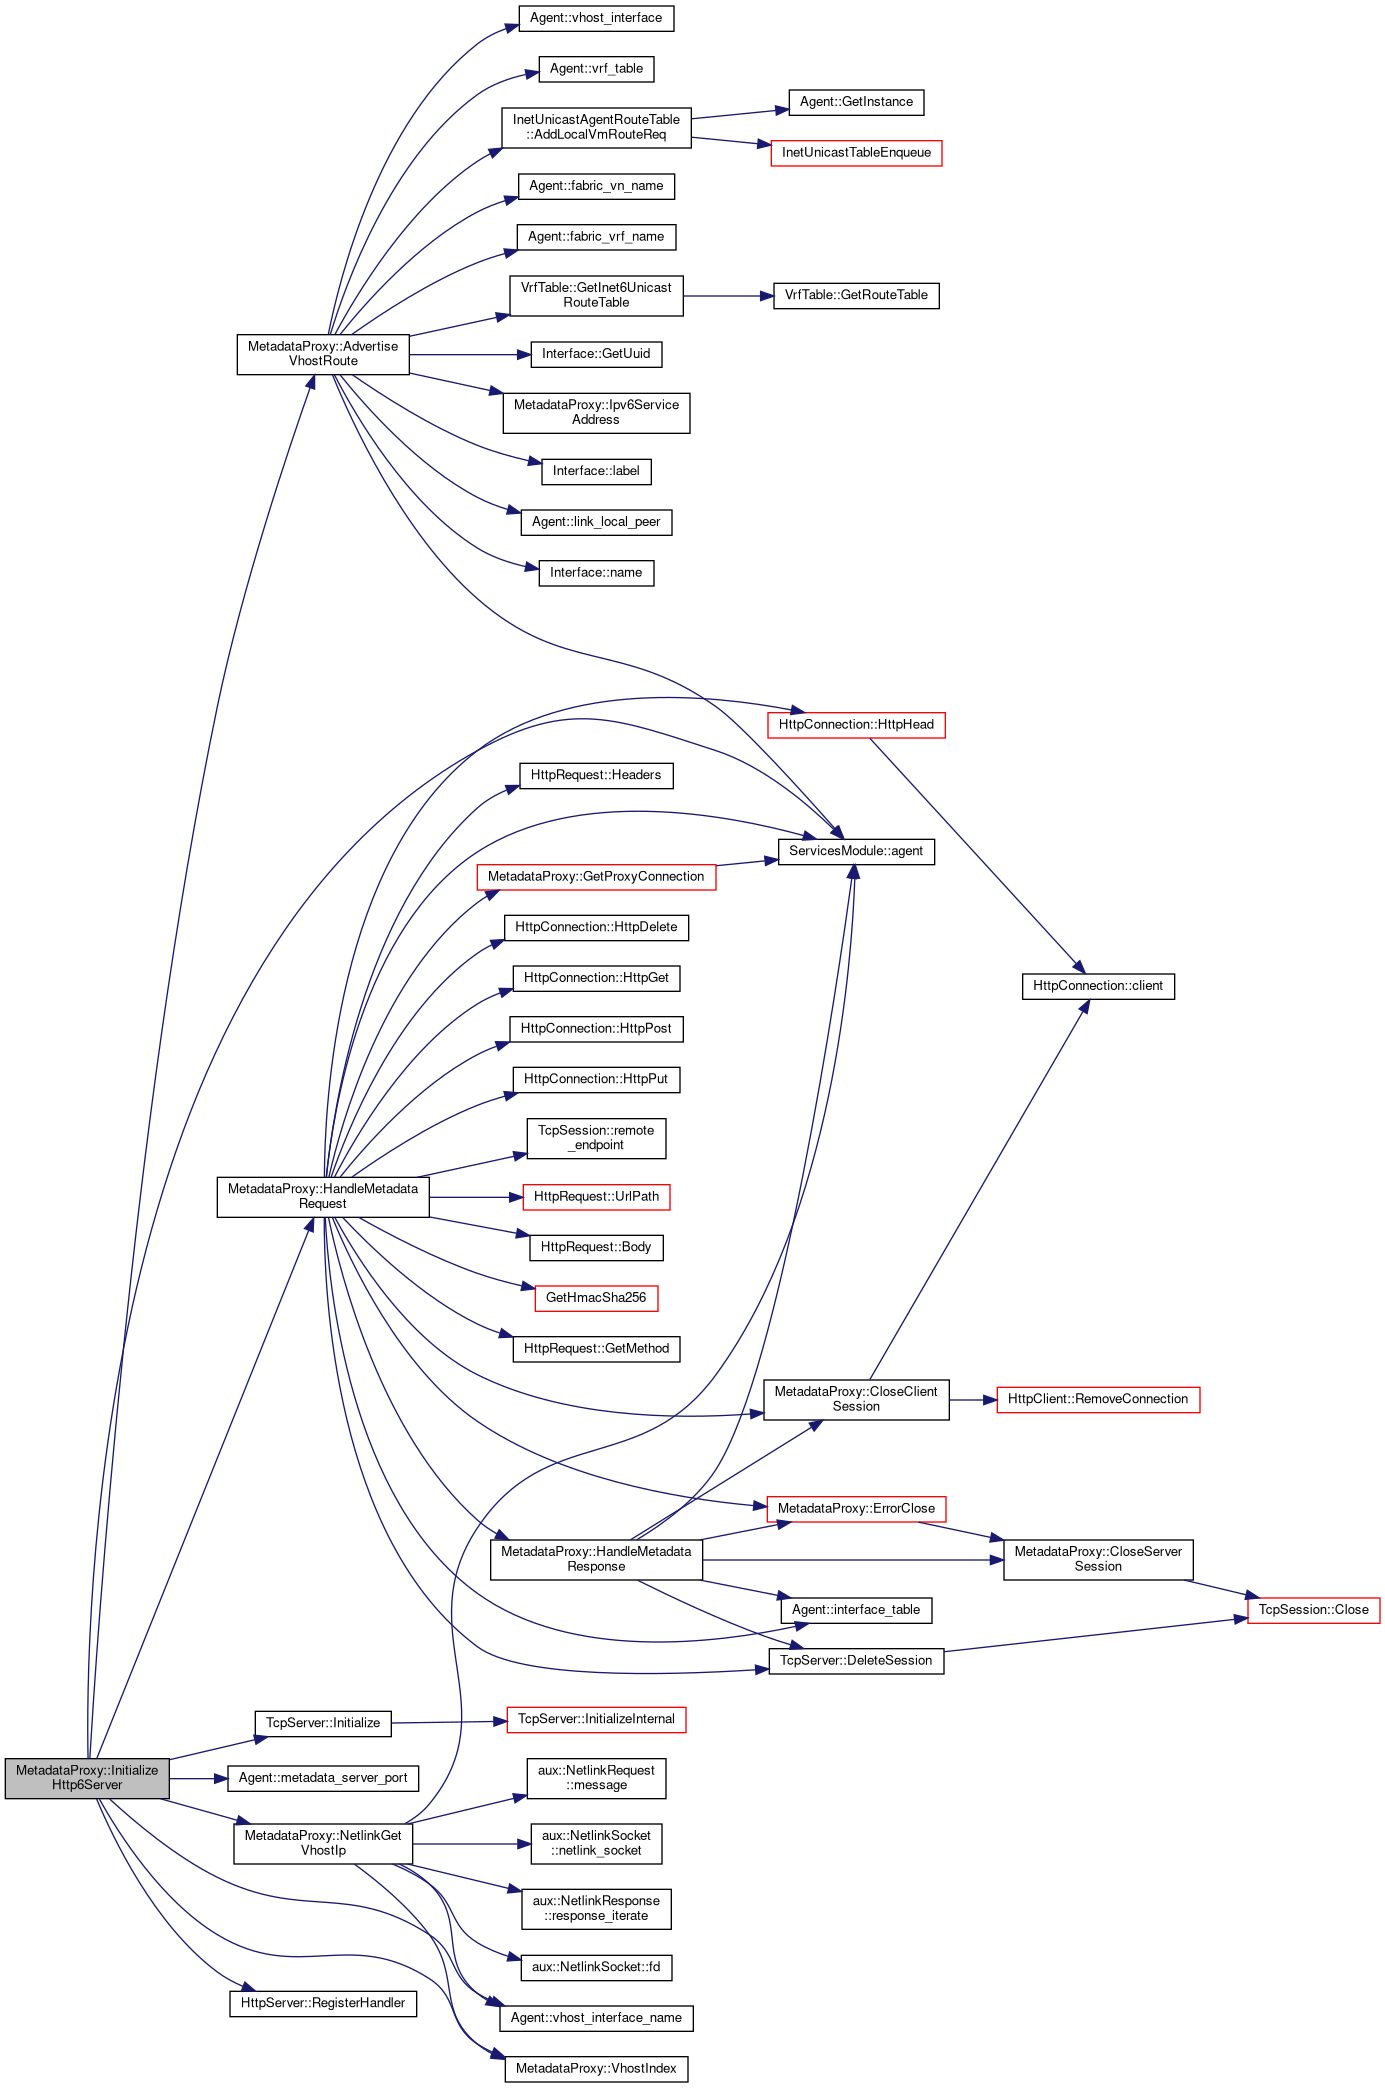 Agent::vhost_interface
Agent::vrf_table
InetUnicastAgentRouteTable
::AddLocalVmRouteReq
Agent::GetInstance
InetUnicastTableEnqueue
Agent::fabric_vn_name
Agent::fabric_vrf_name
VrfTable::GetInet6Unicast
RouteTable
VrfTable::GetRouteTable
MetadataProxy::Advertise
VhostRoute
Interface::GetUuid
MetadataProxy::Ipv6Service
Address
Interface::label
Agent::link_local_peer
Interface::name
HttpConnection::HttpHead
HttpRequest::Headers
ServicesModule::agent
MetadataProxy::GetProxyConnection
HttpConnection::HttpDelete
HttpConnection::HttpGet
HttpConnection::client
HttpConnection::HttpPost
HttpConnection::HttpPut
TcpSession::remote
_endpoint
MetadataProxy::HandleMetadata
Request
HttpRequest::UrlPath
HttpRequest::Body
GetHmacSha256
HttpRequest::GetMethod
MetadataProxy::CloseClient
Session
HttpClient::RemoveConnection
MetadataProxy::ErrorClose
MetadataProxy::HandleMetadata
Response
MetadataProxy::CloseServer
Session
Agent::interface_table
TcpSession::Close
TcpServer::DeleteSession
TcpServer::Initialize
TcpServer::InitializeInternal
MetadataProxy::Initialize
Http6Server
Agent::metadata_server_port
aux::NetlinkRequest
::message
MetadataProxy::NetlinkGet
VhostIp
aux::NetlinkSocket
::netlink_socket
aux::NetlinkResponse
::response_iterate
aux::NetlinkSocket::fd
HttpServer::RegisterHandler
Agent::vhost_interface_name
MetadataProxy::VhostIndex